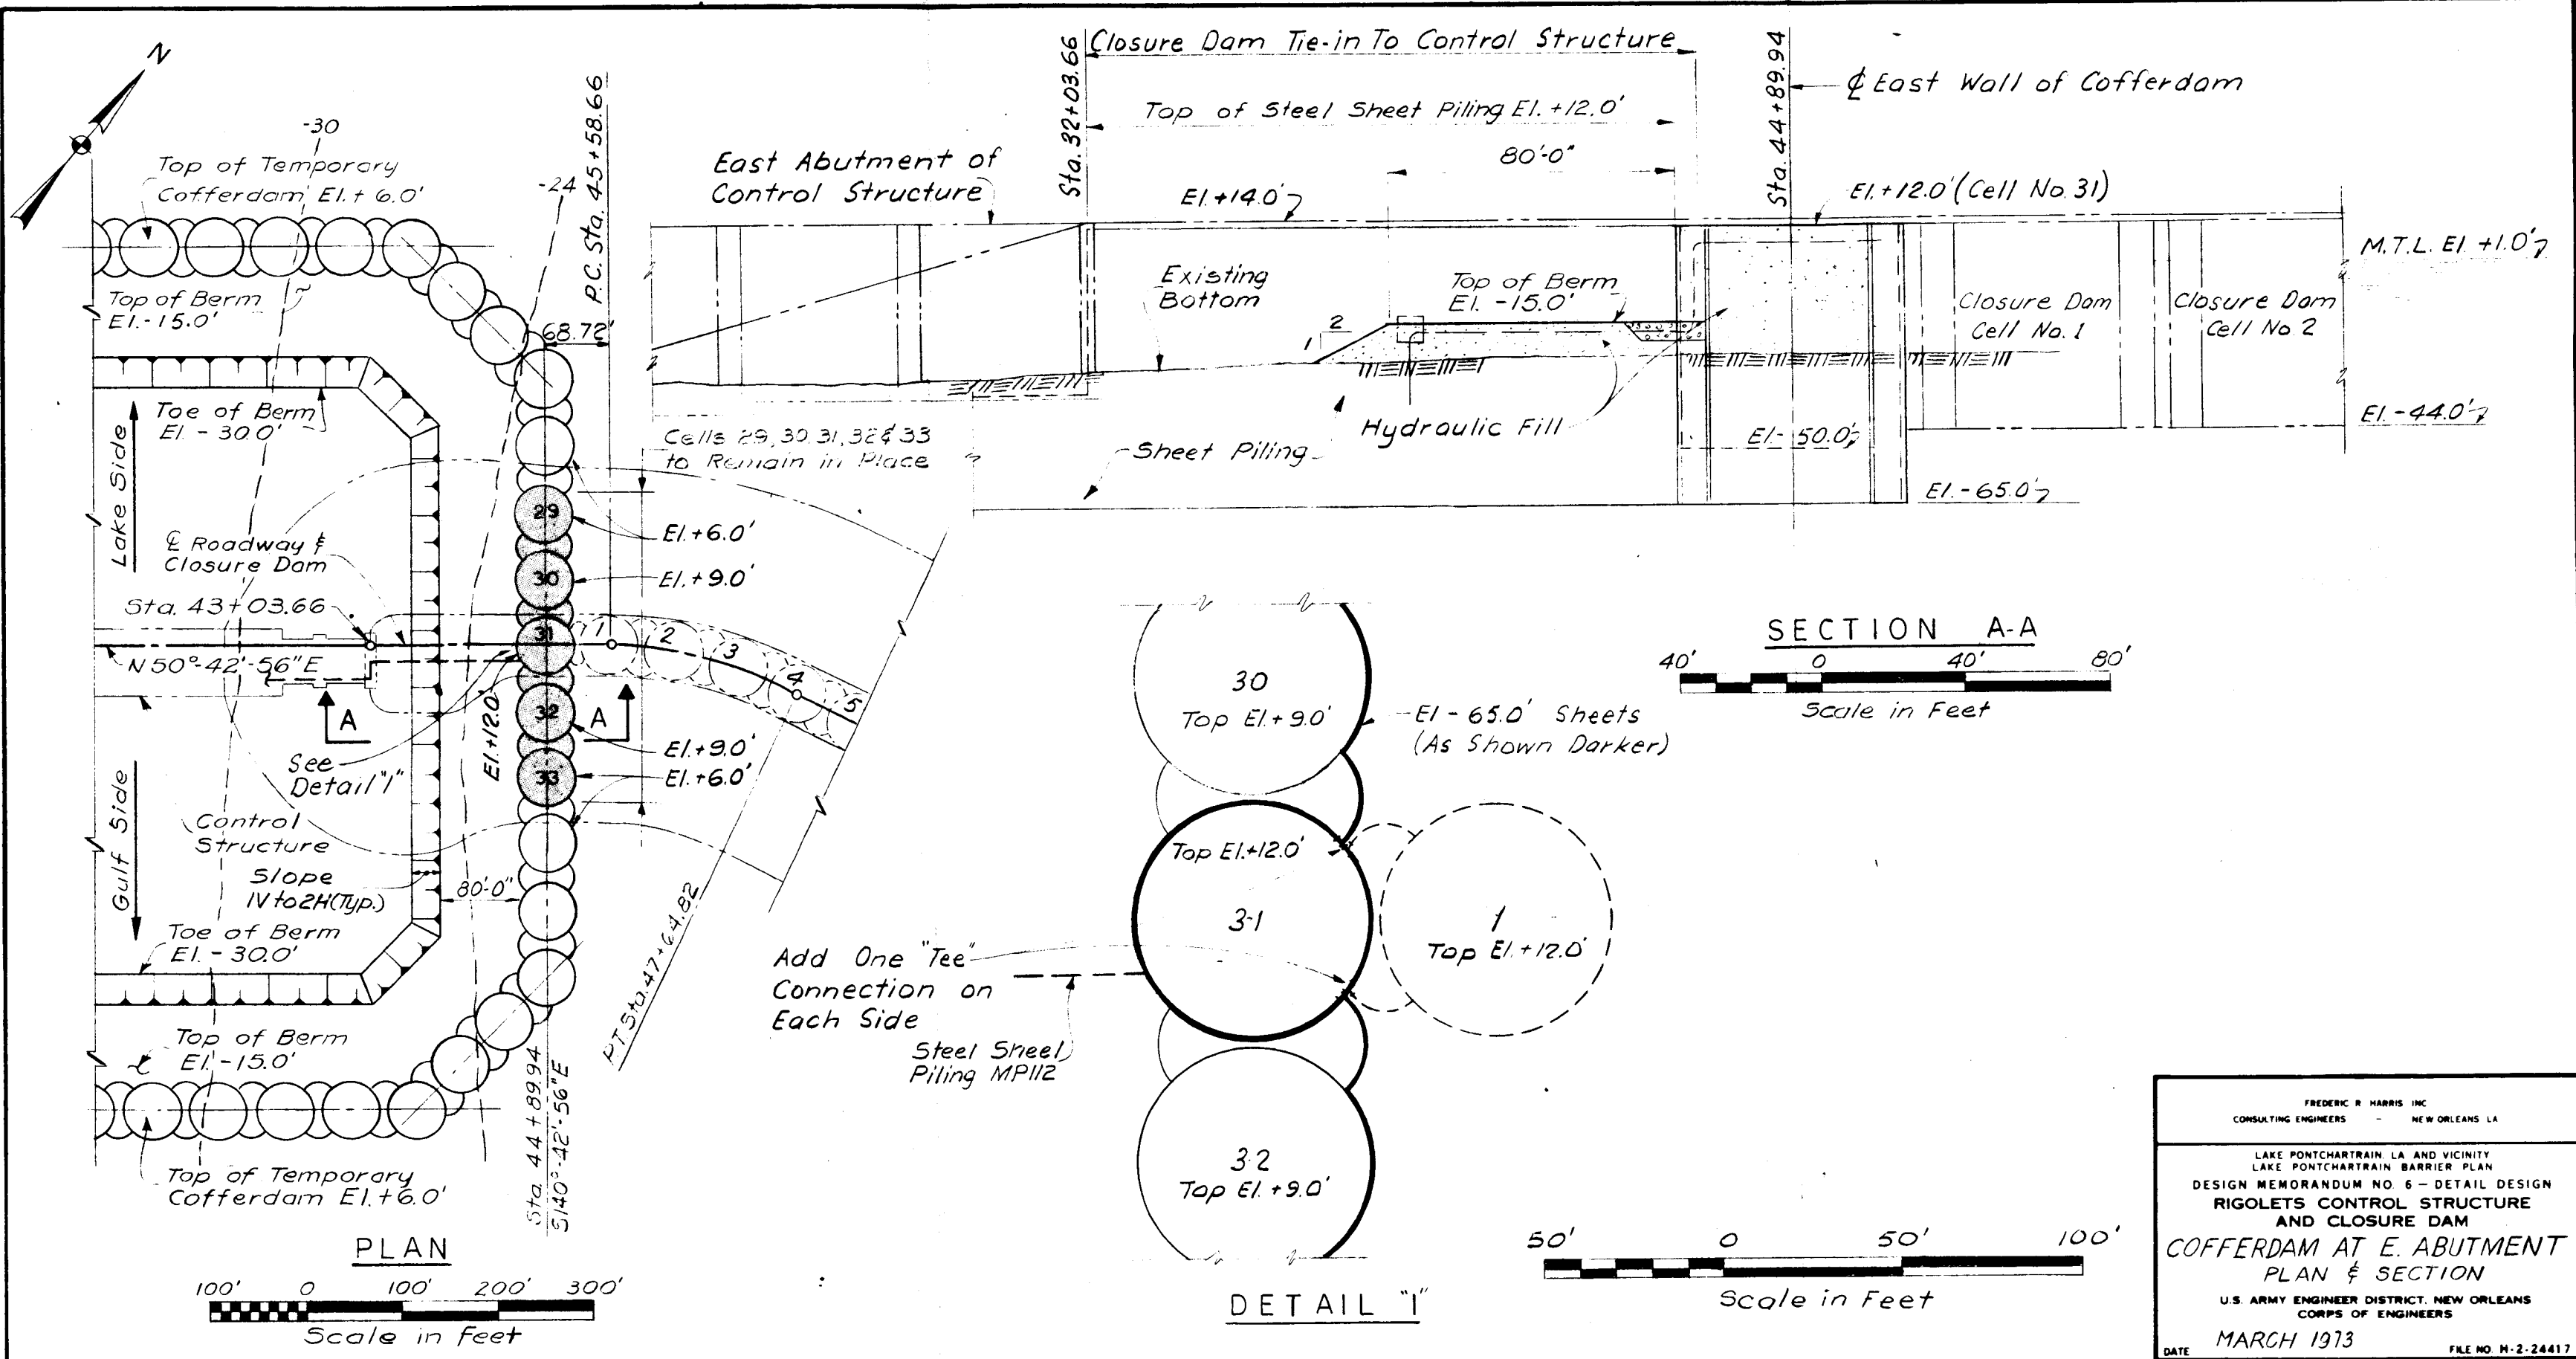 N
-30
Top of Temporary
Cofferdam El. + 6.0'
-24
P.C. Sta. 45+58.66
Top of Berm
El.-15.0'
68.72'
Toe of Berm
El. - 30.0'
Lake Side
Cells 29, 30, 31, 32 & 33
to Remain in Place
29
El. +6.0'
℄ Roadway &
Closure Dam
30
El. +9.0'
Sta. 43+03.66
31
1
2
3
4
5
N 50°-42'-56"E
A
A
32
El. +12.0'
El. +9.0'
See
Detail "1"
33
El. +6.0'
Gulf Side
Control
Structure
Slope
1V to 2H (Typ.)
80'-0"
Toe of Berm
El. - 30.0'
P.T. Sta. 47+64.82
Top of Berm
El. -15.0'
Sta. 44+89.94
S140°-42'-56"E
Top of Temporary
Cofferdam El. +6.0'
PLAN
100' 0 100' 200' 300'
Scale in Feet
Closure Dam Tie-in To Control Structure
Sta. 32+03.66
Top of Steel Sheet Piling El. +12.0'
Sta. 44+89.94
℄ East Wall of Cofferdam
East Abutment of
Control Structure
80'-0"
El. +14.0'
El. +12.0' (Cell No. 31)
M.T.L. El. +1.0'
Existing
Bottom
Top of Berm
El. -15.0'
2
1
Closure Dam
Cell No. 1
Closure Dam
Cell No. 2
Hydraulic Fill
Sheet Piling
El.- 50.0'
El. -44.0'
El. -65.0'
SECTION A-A
40' 0 40' 80'
Scale in Feet
30
Top El. + 9.0'
El - 65.0' Sheets
(As Shown Darker)
Top El. +12.0'
31
1
Top El. +12.0'
Add One "Tee"
Connection on
Each Side
Steel Sheet
Piling MP112
32
Top El. +9.0'
DETAIL "1"
50' 0 50' 100'
Scale in Feet
FREDERIC R HARRIS INC
CONSULTING ENGINEERS - NEW ORLEANS LA
LAKE PONTCHARTRAIN, LA AND VICINITY
LAKE PONTCHARTRAIN BARRIER PLAN
DESIGN MEMORANDUM NO. 6 - DETAIL DESIGN
RIGOLETS CONTROL STRUCTURE
AND CLOSURE DAM
COFFERDAM AT E. ABUTMENT
PLAN & SECTION
U.S. ARMY ENGINEER DISTRICT, NEW ORLEANS
CORPS OF ENGINEERS
DATE MARCH 1973 FILE NO. H-2-24417